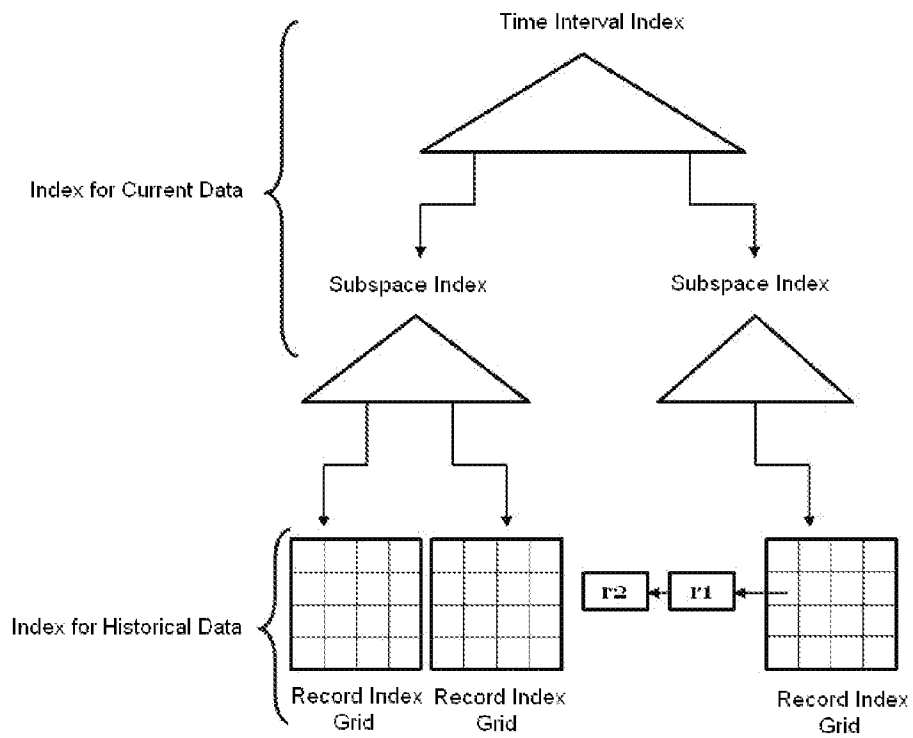 Time Interval Index
Index for Current Data
Subspace Index
Subspace Index
r2
r1
Index for Historical Data
Record Index
Grid
Record Index
Grid
Record Index
Grid